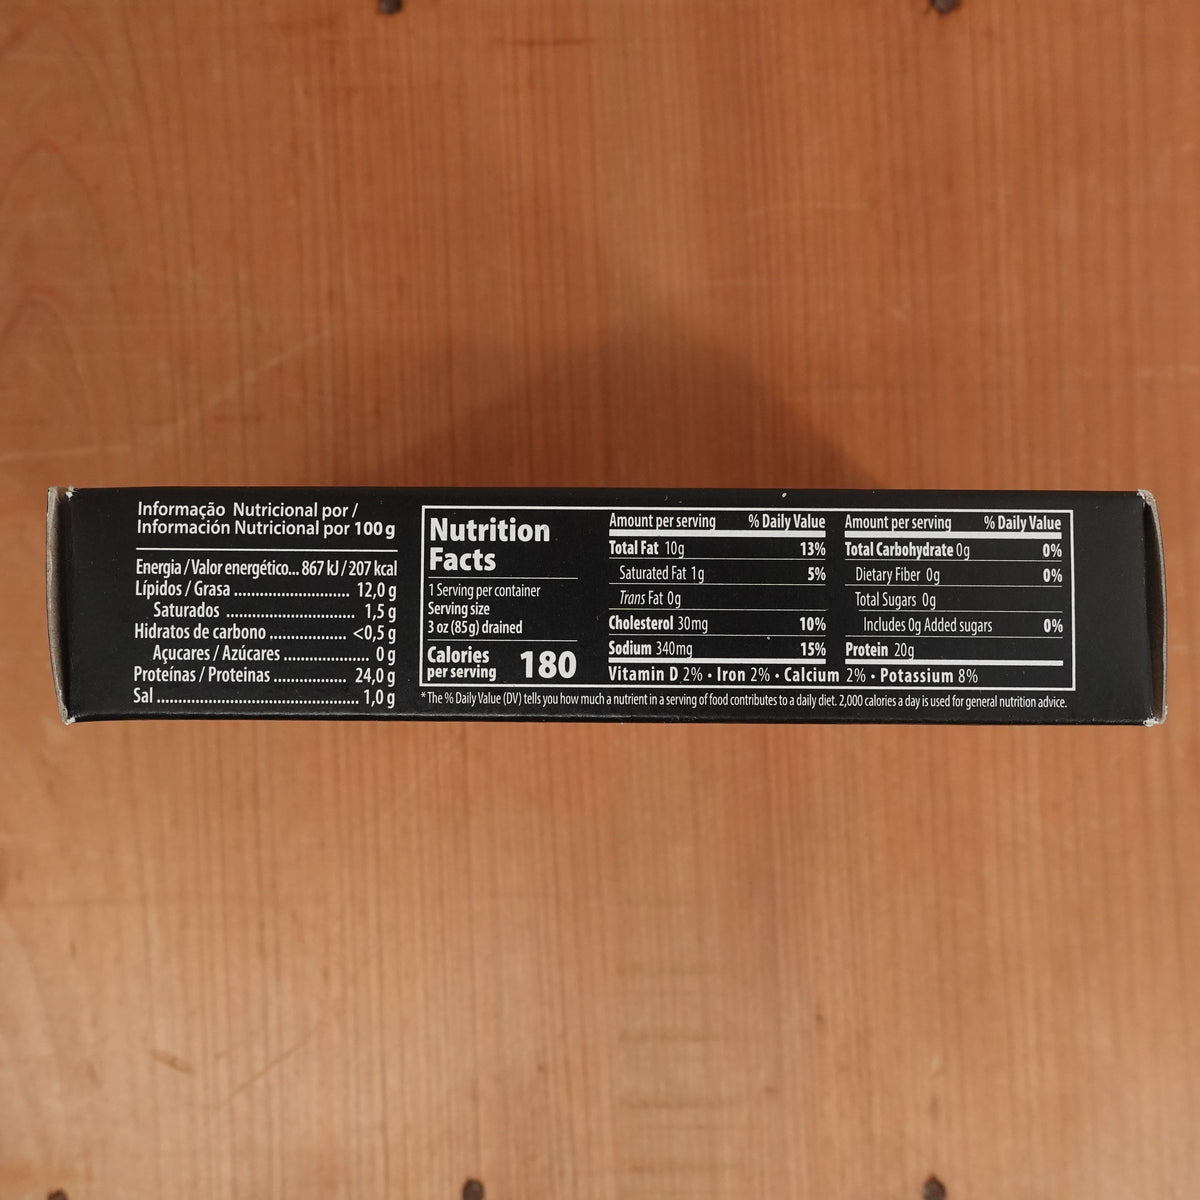 Informação Nutricional por /
Información Nutricional por 100 g
Energia / Valor energético... 867 kJ / 207 kcal
Lípidos / Grasa ........................... 12,0 g
Saturados .............................. 1,5 g
Hidratos de carbono .................. <0,5 g
Açucares / Azúcares .................... 0 g
Proteínas / Proteinas .................. 24,0 g
Sal ............................................... 1,0 g
Nutrition
Facts
1 Serving per container
Serving size
3 oz (85g) drained
Calories
per serving 180
Amount per serving % Daily Value
Total Fat 10g 13%
Saturated Fat 1g 5%
Trans Fat 0g
Cholesterol 30mg 10%
Sodium 340mg 15%
Amount per serving % Daily Value
Total Carbohydrate 0g 0%
Dietary Fiber 0g 0%
Total Sugars 0g
Includes 0g Added sugars 0%
Protein 20g
Vitamin D 2% • Iron 2% • Calcium 2% • Potassium 8%
* The % Daily Value (DV) tells you how much a nutrient in a serving of food contributes to a daily diet. 2,000 calories a day is used for general nutrition advice.